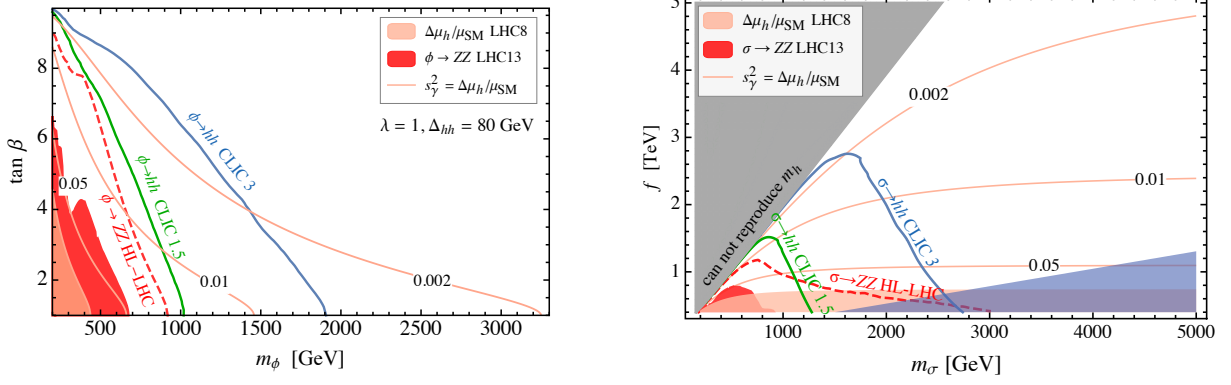 Δμ_h/μ_SM LHC8
ϕ → ZZ LHC13
s_γ^2 = Δμ_h/μ_SM
λ = 1, Δ_hh = 80 GeV
ϕ→hh CLIC 3
ϕ→hh CLIC 1.5
ϕ → ZZ HL-LHC
0.05
0.01
0.002
tan β
8
6
4
2
500
1000
1500
2000
2500
3000
m_ϕ [GeV]
Δμ_h/μ_SM LHC8
σ → ZZ LHC13
s_γ^2 = Δμ_h/μ_SM
can not reproduce m_h
0.002
0.01
0.05
σ→hh CLIC 3
σ→hh CLIC 1.5
σ→ZZ HL-LHC
f [TeV]
5
4
3
2
1
1000
2000
3000
4000
5000
m_σ [GeV]